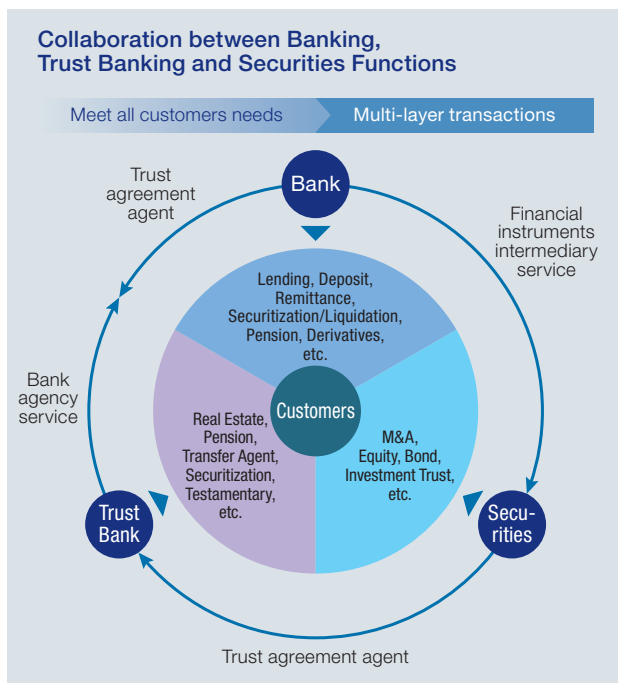 Collaboration between Banking,
Trust Banking and Securities Functions
Meet all customers needs
Multi-layer transactions
Bank
Trust
agreement
agent
Financial
instruments
intermediary
service
Lending, Deposit,
Remittance,
Securitization/Liquidation,
Pension, Derivatives,
etc.
Bank
agency
service
Customers
Real Estate,
Pension,
Transfer Agent,
Securitization,
Testamentary,
etc.
M&A,
Equity, Bond,
Investment Trust,
etc.
Trust
Bank
Secu-
rities
Trust agreement agent